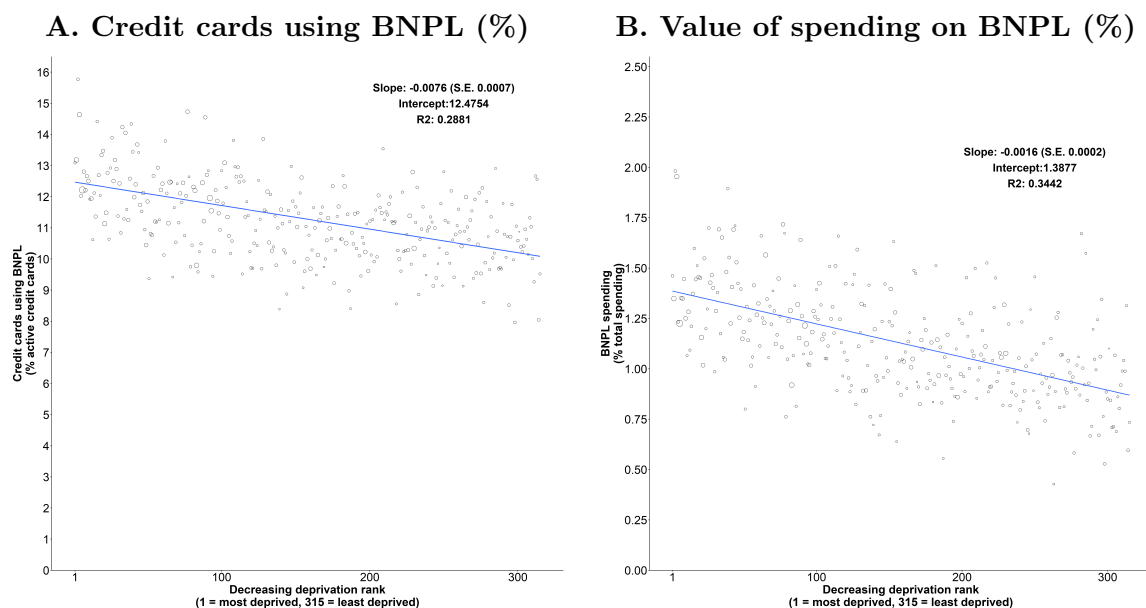 A. Credit cards using BNPL (%)
16
15
14
13
12
11
10
9
8
7
6
5
4
3
2
1
0
Credit cards using BNPL
(% active credit cards)
Slope: -0.0076 (S.E. 0.0007)
Intercept:12.4754
R2: 0.2881
1
100
200
300
Decreasing deprivation rank
(1 = most deprived, 315 = least deprived)
B. Value of spending on BNPL (%)
2.50
2.25
2.00
1.75
1.50
1.25
1.00
0.75
0.50
0.25
0.00
BNPL spending
(% total spending)
Slope: -0.0016 (S.E. 0.0002)
Intercept:1.3877
R2: 0.3442
1
100
200
300
Decreasing deprivation rank
(1 = most deprived, 315 = least deprived)